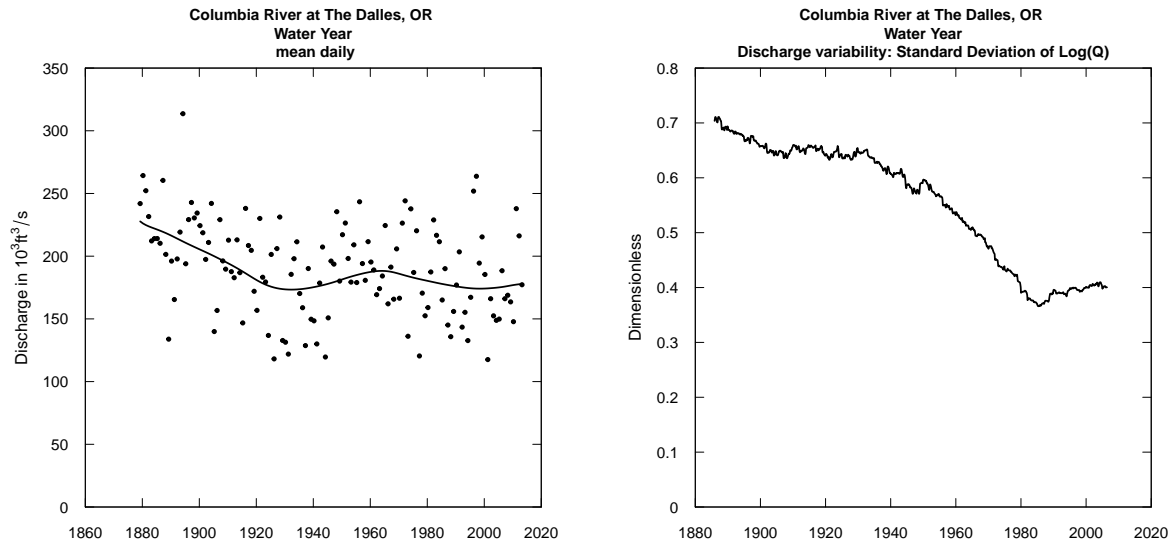 Columbia River at The Dalles, OR
Water Year
mean daily
Discharge in 10³ft³/s
350
300
250
200
150
100
50
0
1860 1880 1900 1920 1940 1960 1980 2000 2020
Columbia River at The Dalles, OR
Water Year
Discharge variability: Standard Deviation of Log(Q)
Dimensionless
0.8
0.7
0.6
0.5
0.4
0.3
0.2
0.1
0
1880 1900 1920 1940 1960 1980 2000 2020